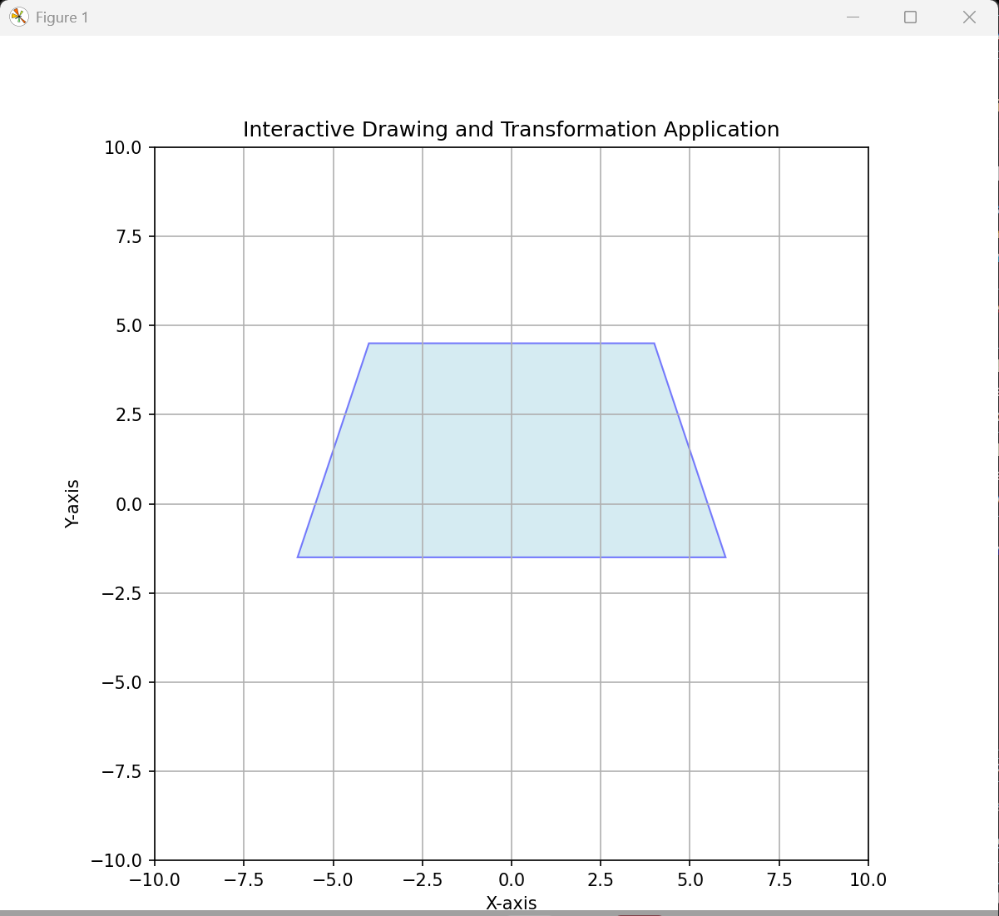 Figure 1
Interactive Drawing and Transformation Application
10.0
7.5
5.0
2.5
0.0
−2.5
−5.0
−7.5
−10.0
Y-axis
−10.0 −7.5 −5.0 −2.5 0.0 2.5 5.0 7.5 10.0
X-axis